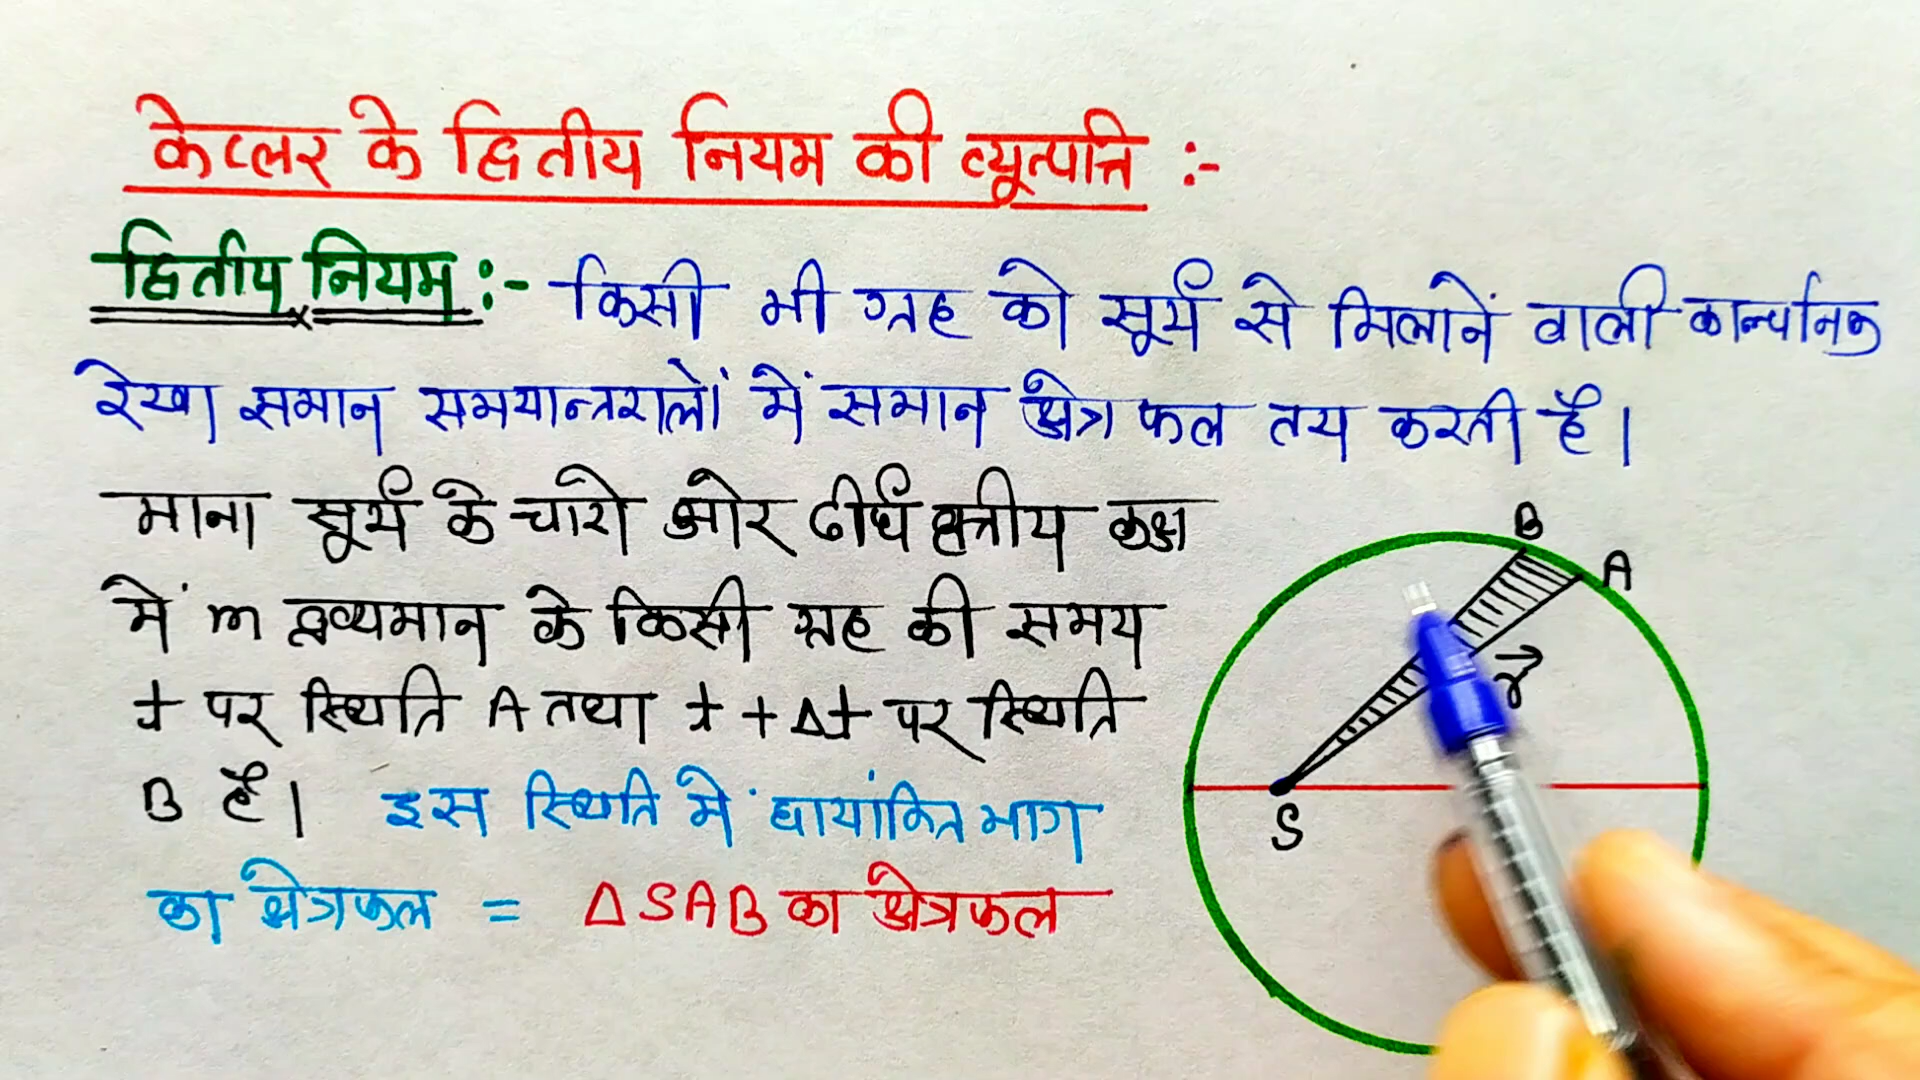 केप्लर के द्वितीय नियम की व्यूत्पत्ति :-
द्वितीय नियम :- किसी भी ग्रह को सूर्य से मिलानें वाली काल्पनिक
रेखा समान समयान्तरालों में समान क्षेत्रफल तय करती है।
माना सूर्य के चारो ओर दीर्घवृत्तीय कक्ष
में m द्रव्यमान के किसी ग्रह की समय
t पर स्थिति A तथा t + Δt पर स्थिति
B है। इस स्थिति में छायांकित भाग
का क्षेत्रफल = ΔSAB का क्षेत्रफल
B
A
r⃗
S